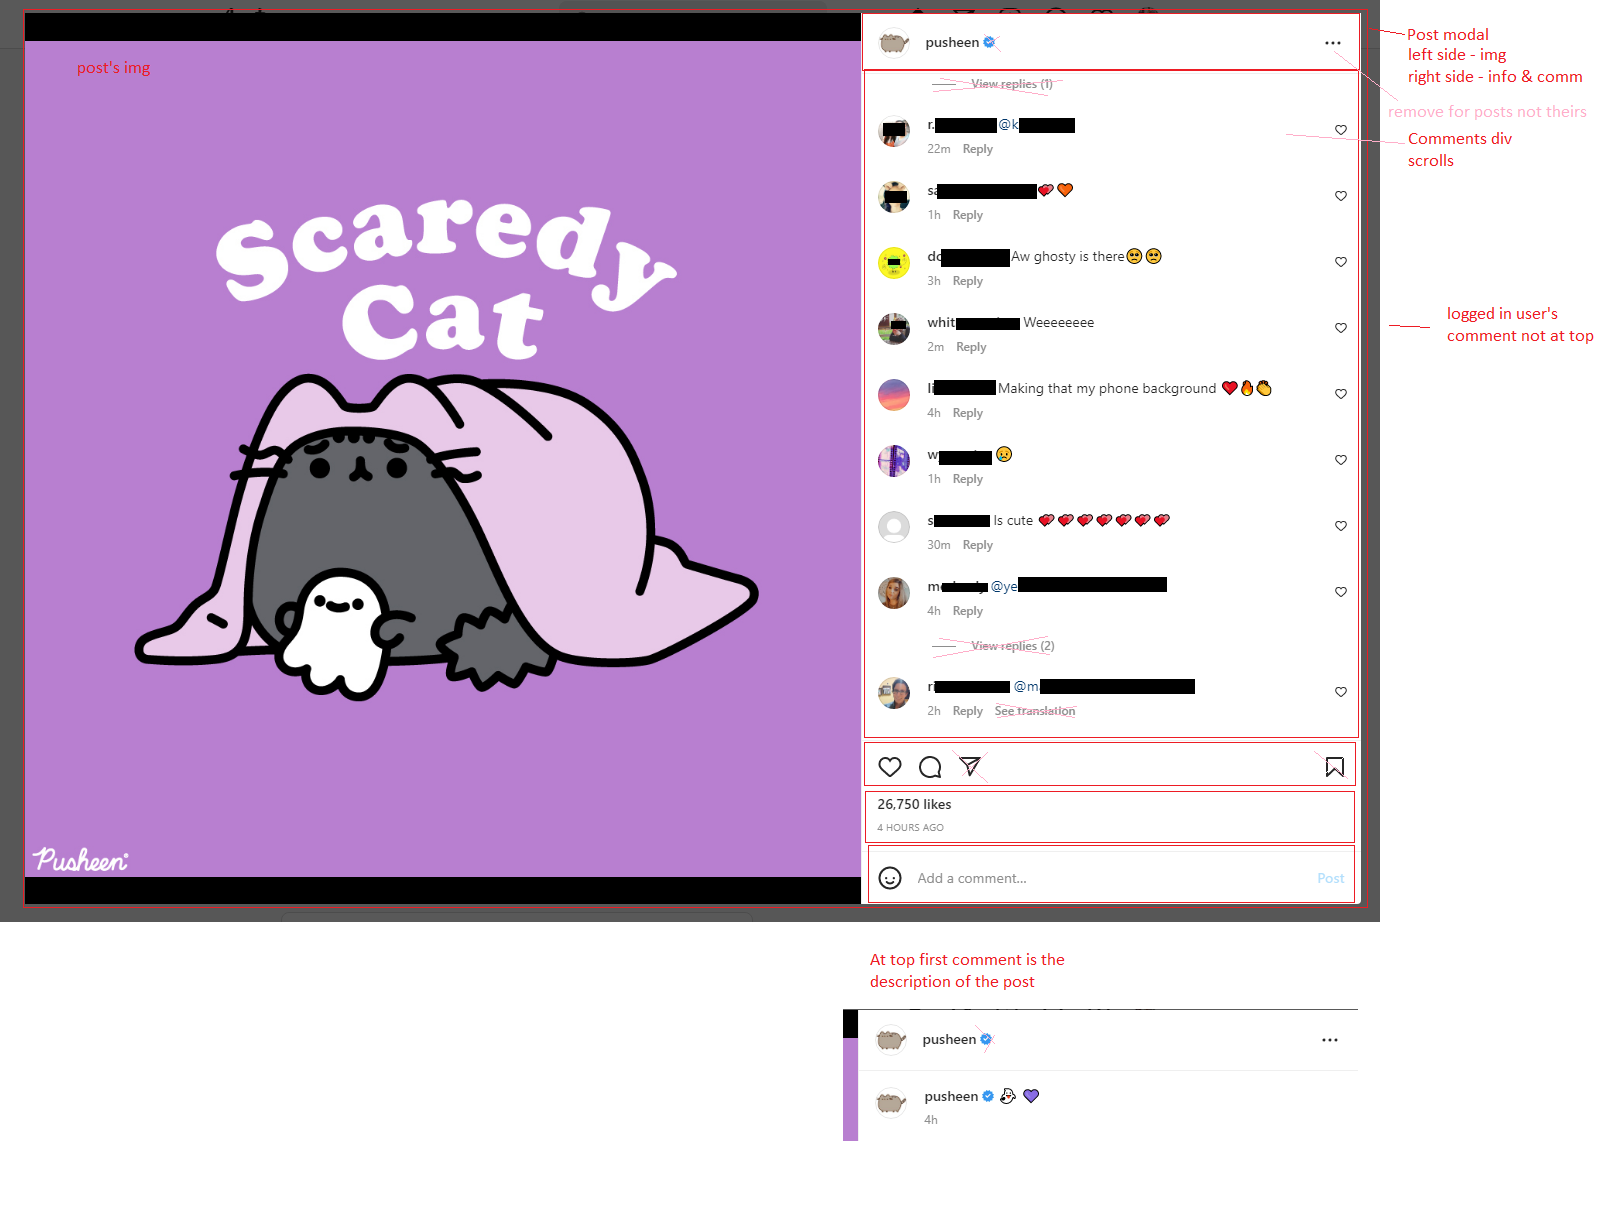 post's img
Scaredy
Cat
Pusheen
pusheen
View replies (1)
r. @k
22m Reply
sa
1h Reply
do Aw ghosty is there🥺🥺
3h Reply
whit Weeeeeeee
2m Reply
li Making that my phone background ❤️🔥👏
4h Reply
w 😢
1h Reply
s Is cute 💕💕💕💕💕💕💕
30m Reply
m @ye
4h Reply
View replies (2)
ri @m
2h Reply See translation
26,750 likes
4 HOURS AGO
Add a comment... Post
Post modal
left side - img
right side - info & comm
remove for posts not theirs
Comments div
scrolls
logged in user's
comment not at top
At top first comment is the
description of the post
pusheen
pusheen 👻 💜
4h